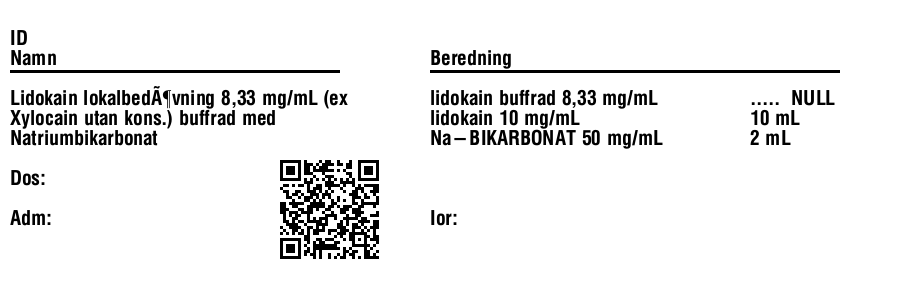 ID
Namn
Beredning
Lidokain lokalbedÃ¶vning 8,33 mg/mL (ex
Xylocain utan kons.) buffrad med
Natriumbikarbonat
lidokain buffrad 8,33 mg/mL ..... NULL
lidokain 10 mg/mL 10 mL
Na–BIKARBONAT 50 mg/mL 2 mL
Dos:
Adm:
Ior: